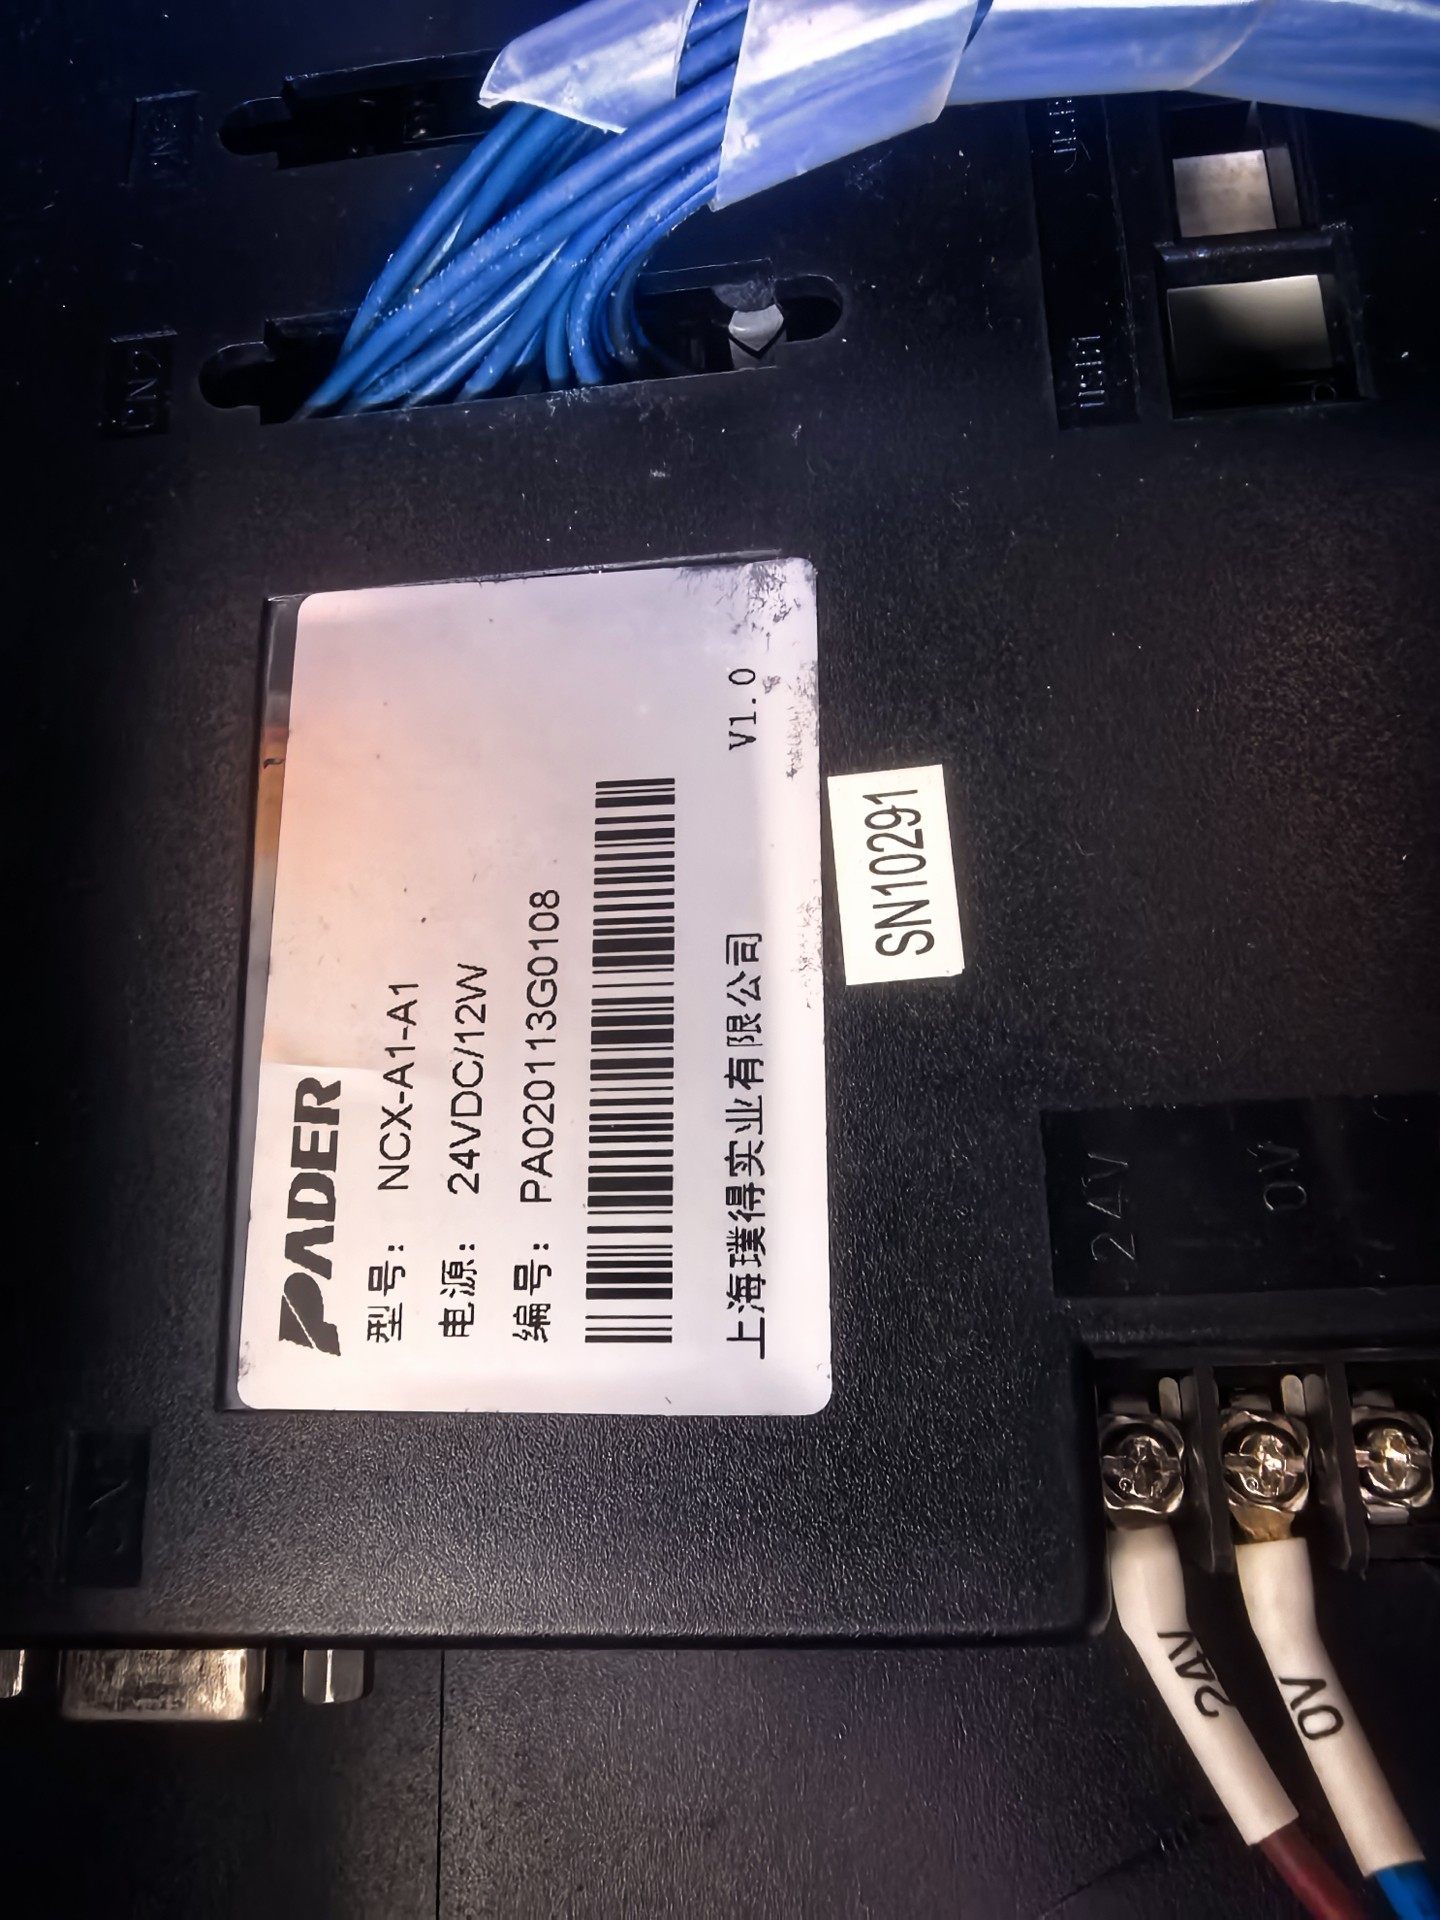 PADER
型号: NCX-A1-A1
电源: 24VDC/12W
编号: PA020113G0108
上海璞得实业有限公司 V1.0
SN10291
24V
0V
24V
0V
CN2